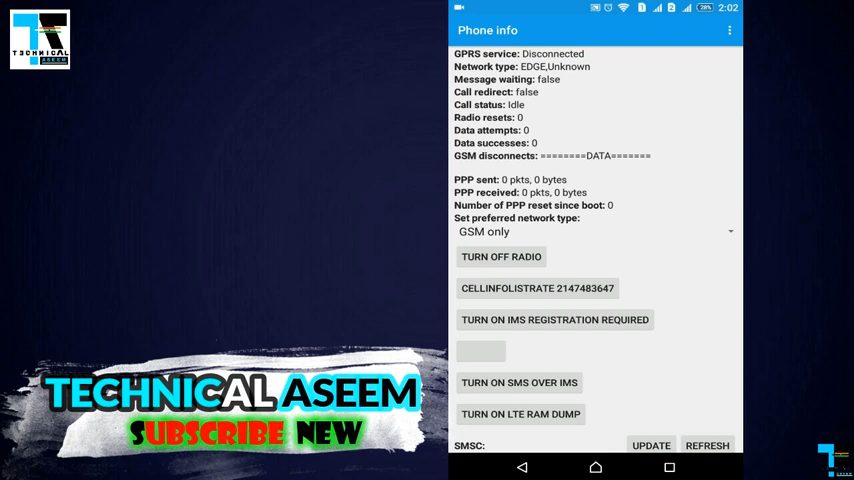 TECHNICAL
ASEEM
28% 2:02
Phone info
GPRS service: Disconnected
Network type: EDGE,Unknown
Message waiting: false
Call redirect: false
Call status: Idle
Radio resets: 0
Data attempts: 0
Data successes: 0
GSM disconnects: ========DATA=======
PPP sent: 0 pkts, 0 bytes
PPP received: 0 pkts, 0 bytes
Number of PPP reset since boot: 0
Set preferred network type:
GSM only
TURN OFF RADIO
CELLINFOLISTRATE 2147483647
TURN ON IMS REGISTRATION REQUIRED
TURN ON SMS OVER IMS
TURN ON LTE RAM DUMP
SMSC: UPDATE REFRESH
TECHNICAL ASEEM
SUBSCRIBE NEW